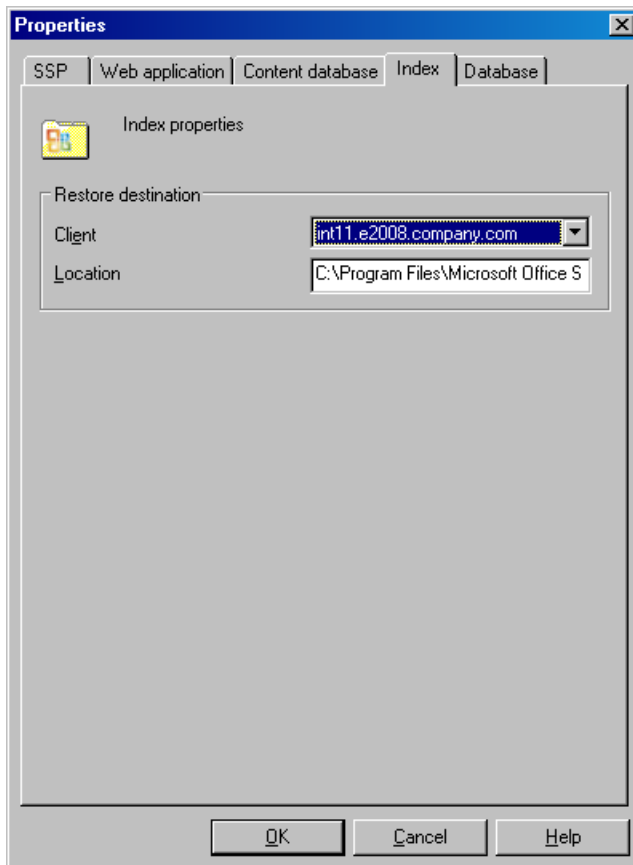 Properties
SSP Web application Content database Index Database
Index properties
Restore destination
Client int11.e2008.company.com
Location C:\Program Files\Microsoft Office S
OK Cancel Help